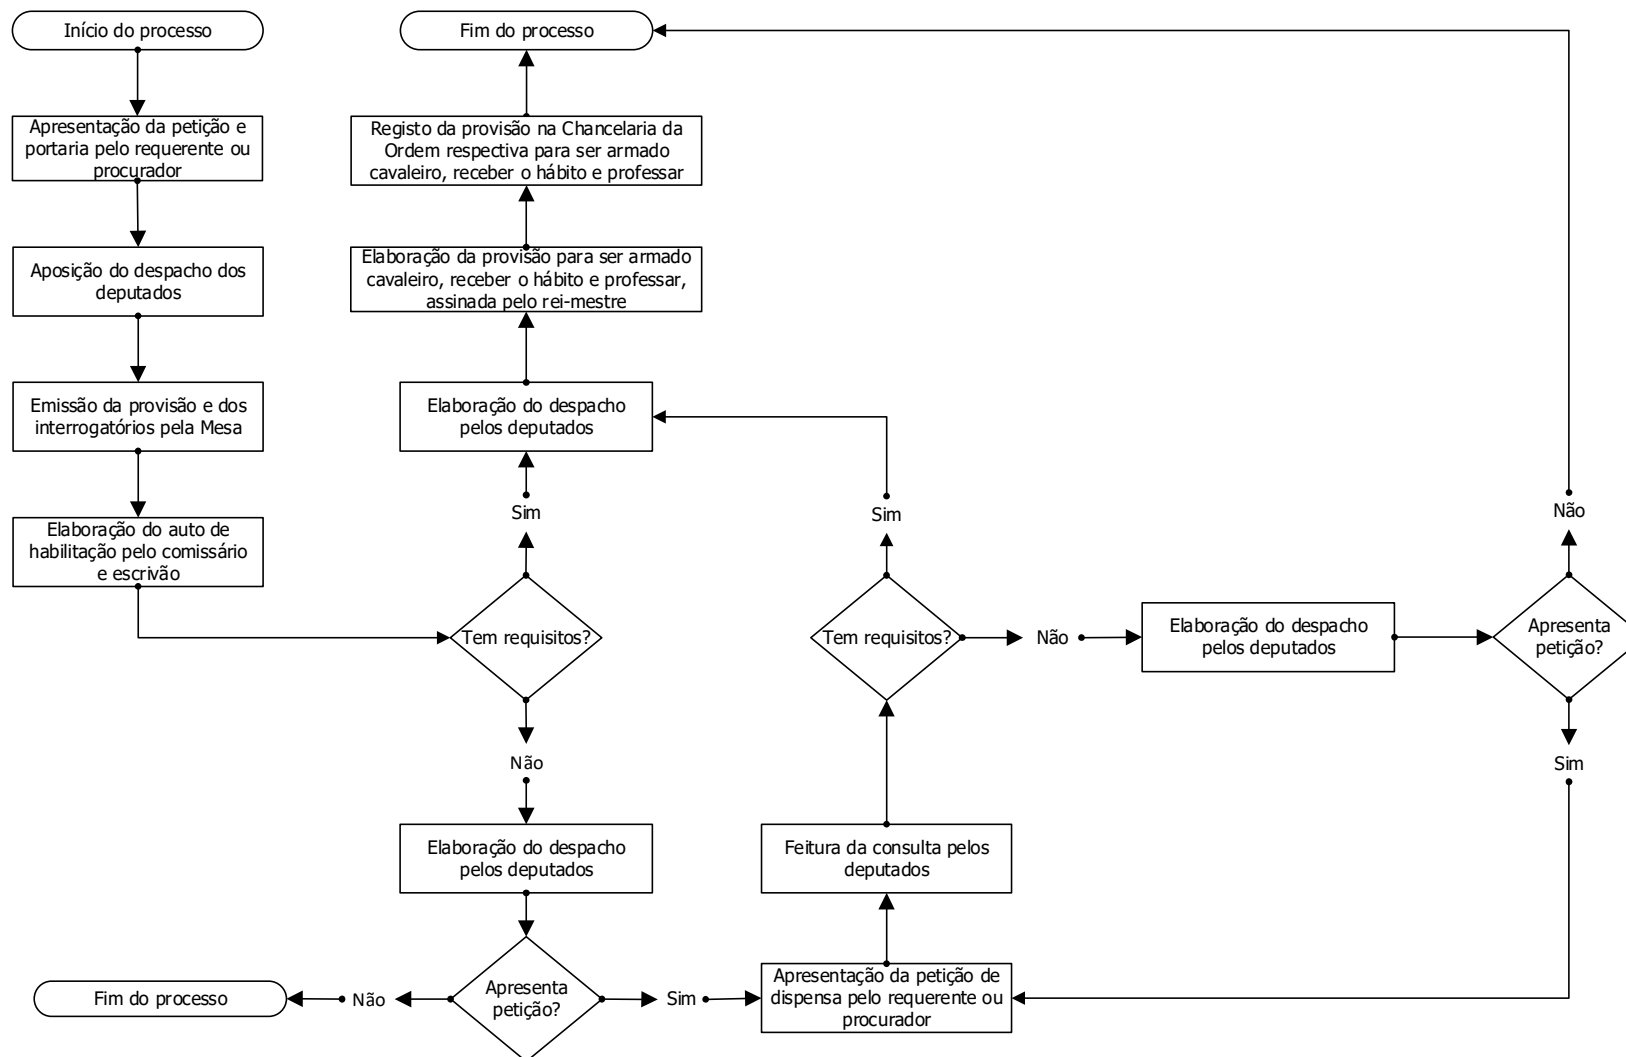 Início do processo
Apresentação da petição e
portaria pelo requerente ou
procurador
Aposição do despacho dos
deputados
Emissão da provisão e dos
interrogatórios pela Mesa
Elaboração do auto de
habilitação pelo comissário
e escrivão
Fim do processo
Registo da provisão na Chancelaria da
Ordem respectiva para ser armado
cavaleiro, receber o hábito e professar
Elaboração da provisão para ser armado
cavaleiro, receber o hábito e professar,
assinada pelo rei-mestre
Elaboração do despacho
pelos deputados
Sim
Tem requisitos?
Não
Elaboração do despacho
pelos deputados
Apresenta
petição?
Não
Fim do processo
Sim
Apresentação da petição de
dispensa pelo requerente ou
procurador
Feitura da consulta pelos
deputados
Tem requisitos?
Sim
Não
Elaboração do despacho
pelos deputados
Apresenta
petição?
Não
Sim